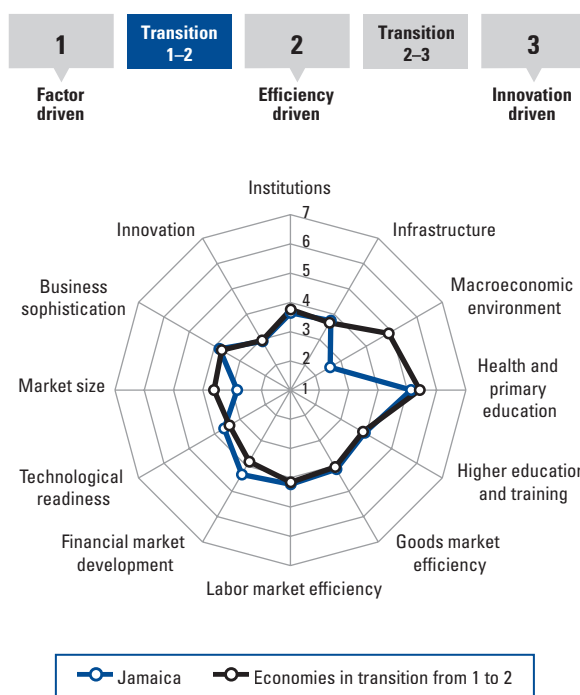 1
Transition
1–2
2
Transition
2–3
3
Factor
driven
Efficiency
driven
Innovation
driven
Institutions
Innovation
Infrastructure
Business
sophistication
Macroeconomic
environment
Market size
Health and
primary
education
Technological
readiness
Higher education
and training
Financial market
development
Goods market
efficiency
Labor market efficiency
7
6
5
4
3
2
1
Jamaica
Economies in transition from 1 to 2